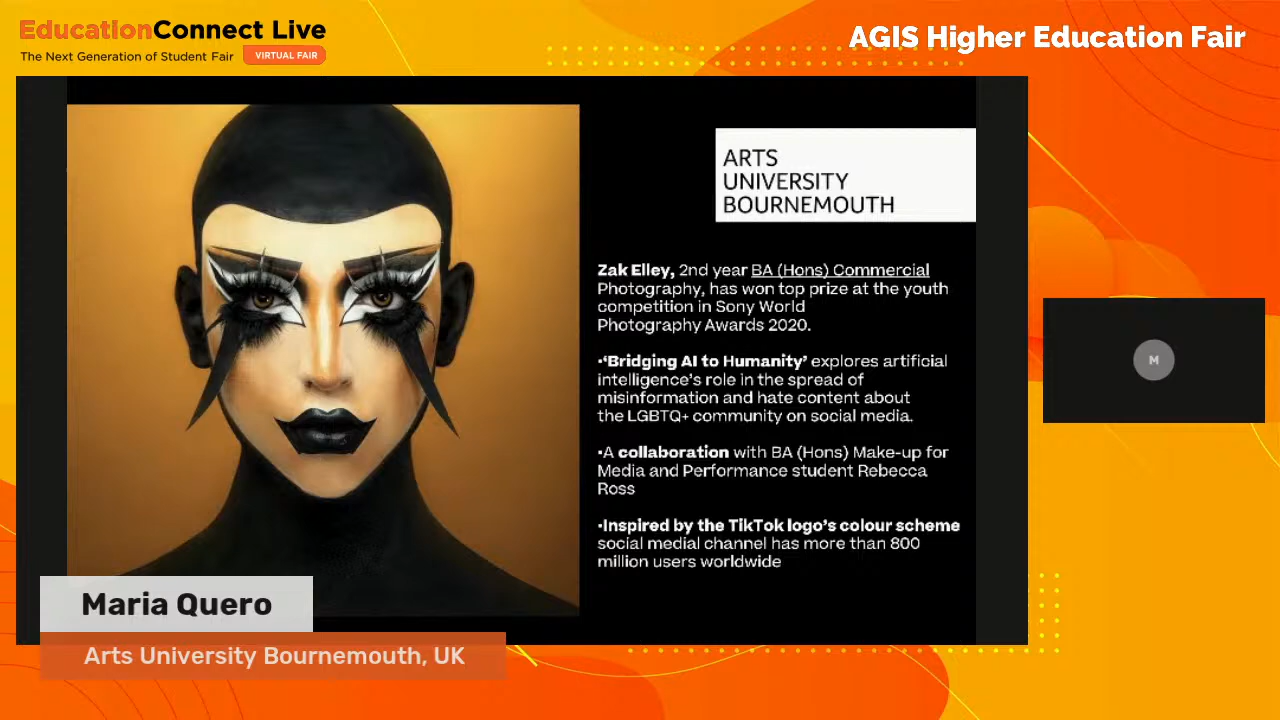 EducationConnect Live
The Next Generation of Student Fair VIRTUAL FAIR
AGIS Higher Education Fair
ARTS
UNIVERSITY
BOURNEMOUTH
Zak Elley, 2nd year BA (Hons) Commercial
Photography, has won top prize at the youth
competition in Sony World
Photography Awards 2020.
•‘Bridging AI to Humanity’ explores artificial
intelligence’s role in the spread of
misinformation and hate content about
the LGBTQ+ community on social media.
•A collaboration with BA (Hons) Make-up for
Media and Performance student Rebecca
Ross
•Inspired by the TikTok logo’s colour scheme
social medial channel has more than 800
million users worldwide
M
Maria Quero
Arts University Bournemouth, UK